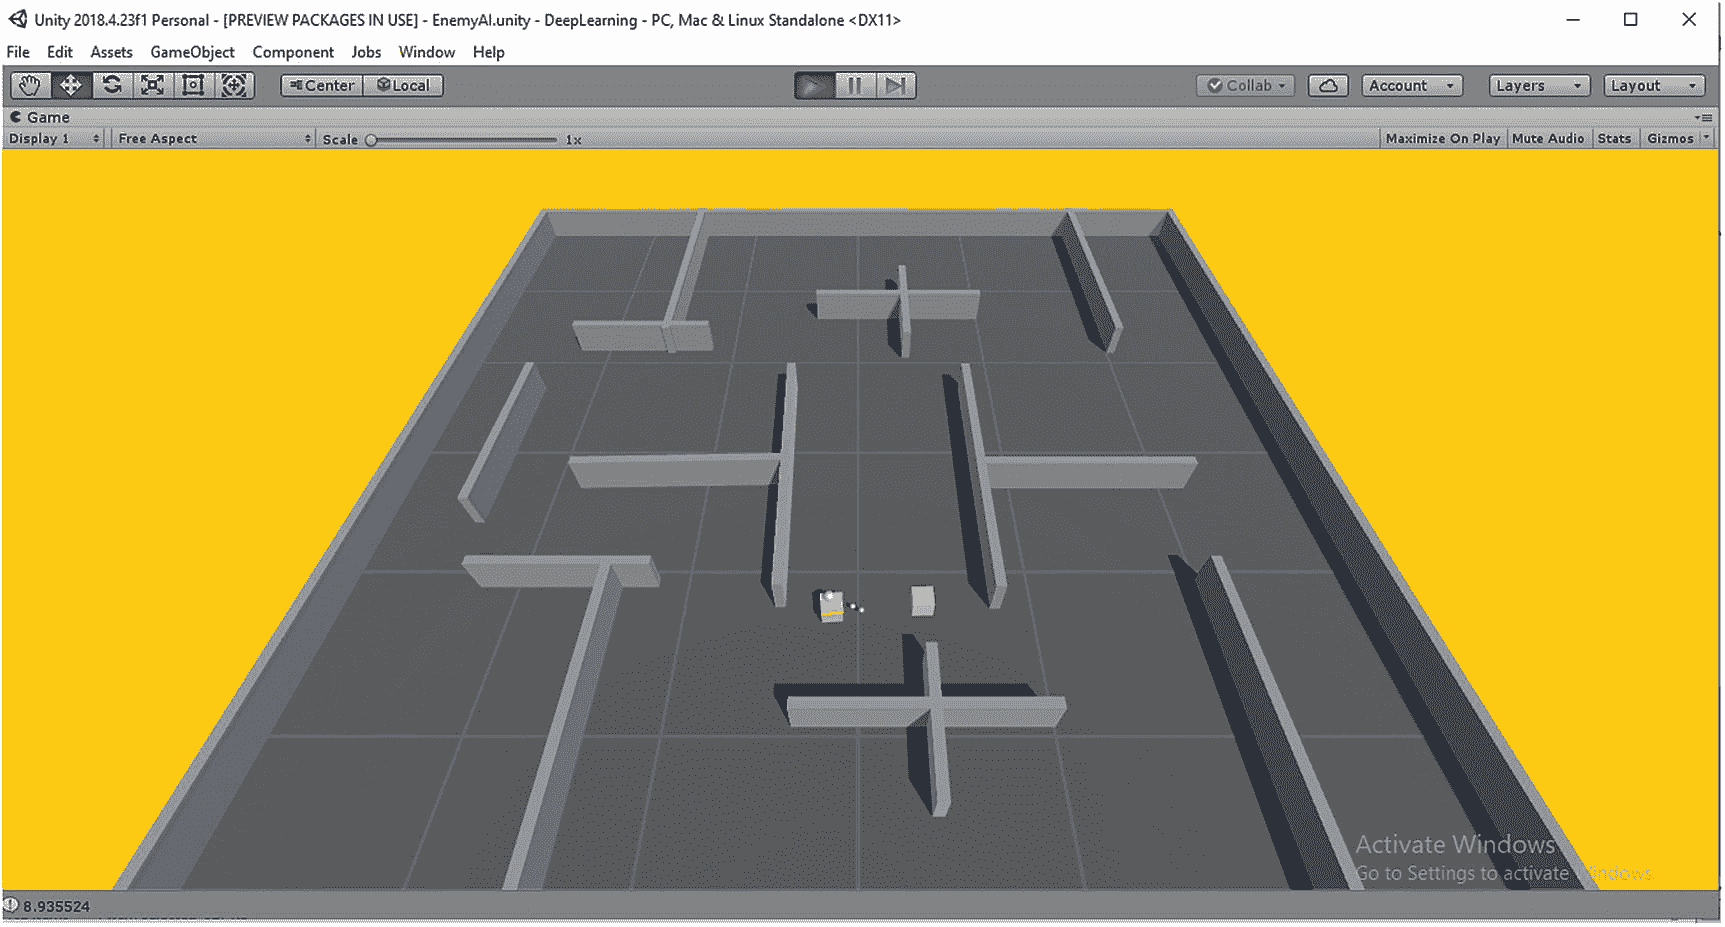 Unity 2018.4.23f1 Personal - [PREVIEW PACKAGES IN USE] - EnemyAI.unity - DeepLearning - PC, Mac & Linux Standalone <DX11>
File Edit Assets GameObject Component Jobs Window Help
Center Local Collab Account Layers Layout
Game
Display 1 Free Aspect Scale 1x Maximize On Play Mute Audio Stats Gizmos
Activate Windows
Go to Settings to activate Windows.
8.935524